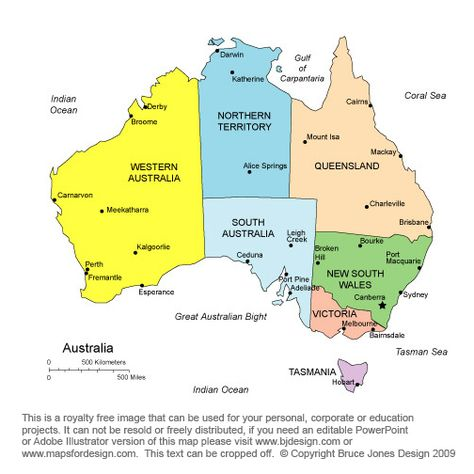 Darwin
Gulf
of
Carpantaria
Katherine
Indian
Ocean
Coral Sea
Derby
Cairns
Broome
NORTHERN
TERRITORY
Mount Isa
Mackay
WESTERN
AUSTRALIA
Alice Springs
QUEENSLAND
Carnarvon
Meekatharra
Charleville
SOUTH
AUSTRALIA
Brisbane
Leigh
Creek
Bourke
Kalgoorlie
Ceduna
Broken
Hill
Port
Macquarie
Perth
Fremantle
Port Pine
NEW SOUTH
WALES
Esperance
Adeliade
Canberra
Sydney
Great Australian Bight
VICTORIA
Melbourne
Bairnsdale
Australia
Tasman Sea
0 500 Kilometers
0 500 Miles
TASMANIA
Hobart
Indian Ocean
This is a royalty free image that can be used for your personal, corporate or education
projects. It can not be resold or freely distributed, if you need an editable PowerPoint
or Adobe Illustrator version of this map please visit www.bjdesign.com or
www.mapsfordesign.com. This text can be cropped off. © Copyright Bruce Jones Design 2009